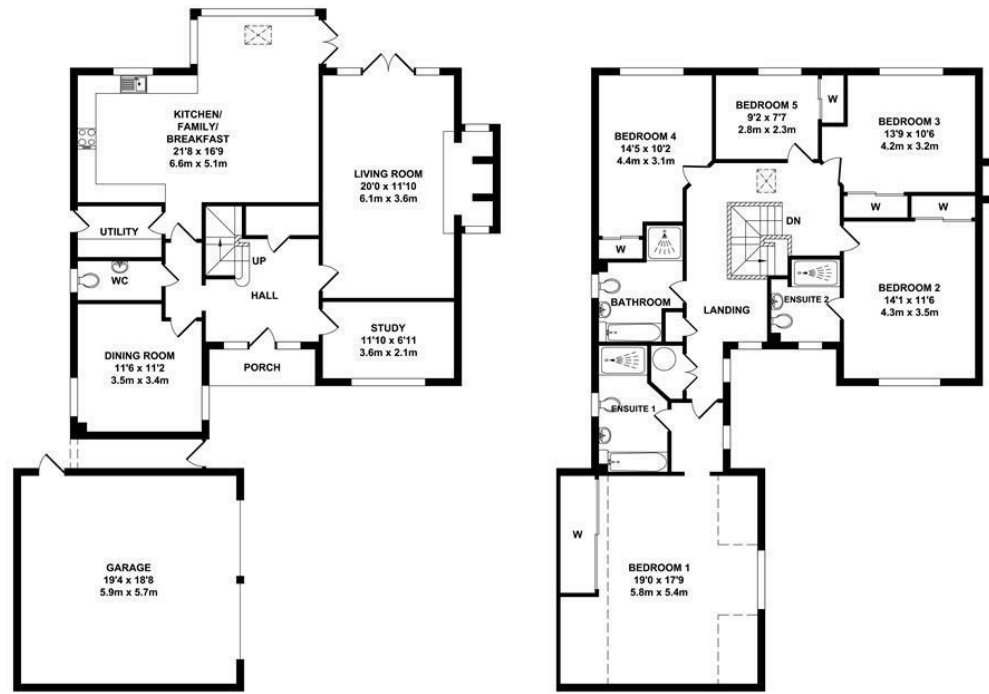 KITCHEN/
FAMILY/
BREAKFAST
21'8 x 16'9
6.6m x 5.1m
LIVING ROOM
20'0 x 11'10
6.1m x 3.6m
UTILITY
WC
UP
HALL
STUDY
11'10 x 6'11
3.6m x 2.1m
DINING ROOM
11'6 x 11'2
3.5m x 3.4m
PORCH
GARAGE
19'4 x 18'8
5.9m x 5.7m
BEDROOM 4
14'5 x 10'2
4.4m x 3.1m
BEDROOM 5
9'2 x 7'7
2.8m x 2.3m
W
BEDROOM 3
13'9 x 10'6
4.2m x 3.2m
W
W
DN
W
BATHROOM
LANDING
ENSUITE 2
BEDROOM 2
14'1 x 11'6
4.3m x 3.5m
ENSUITE 1
W
BEDROOM 1
19'0 x 17'9
5.8m x 5.4m